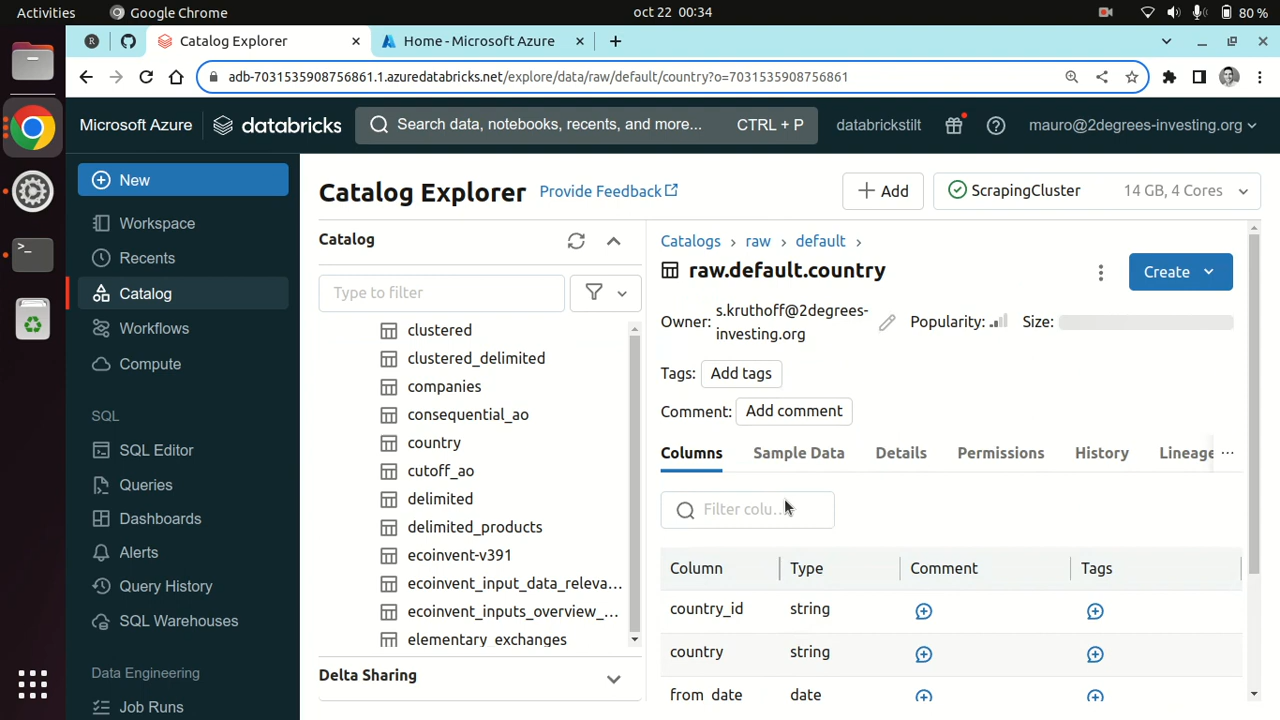 Activities
Google Chrome
oct 22 00:34
80 %
Catalog Explorer
Home - Microsoft Azure
adb-7031535908756861.1.azuredatabricks.net/explore/data/raw/default/country?o=7031535908756861
Microsoft Azure
databricks
Search data, notebooks, recents, and more...
CTRL + P
databrickstilt
mauro@2degrees-investing.org
New
Workspace
Recents
Catalog
Workflows
Compute
SQL
SQL Editor
Queries
Dashboards
Alerts
Query History
SQL Warehouses
Data Engineering
Job Runs
Catalog Explorer
Provide Feedback
Add
ScrapingCluster
14 GB, 4 Cores
Catalog
Type to filter
clustered
clustered_delimited
companies
consequential_ao
country
cutoff_ao
delimited
delimited_products
ecoinvent-v391
ecoinvent_input_data_releva...
ecoinvent_inputs_overview_...
elementary_exchanges
Delta Sharing
Catalogs › raw › default ›
raw.default.country
Create
Owner: s.kruthoff@2degrees-
investing.org
Popularity:
Size:
Tags: Add tags
Comment: Add comment
Columns
Sample Data
Details
Permissions
History
Lineage
...
Filter colu...
Column Type Comment Tags
country_id string
country string
from_date date